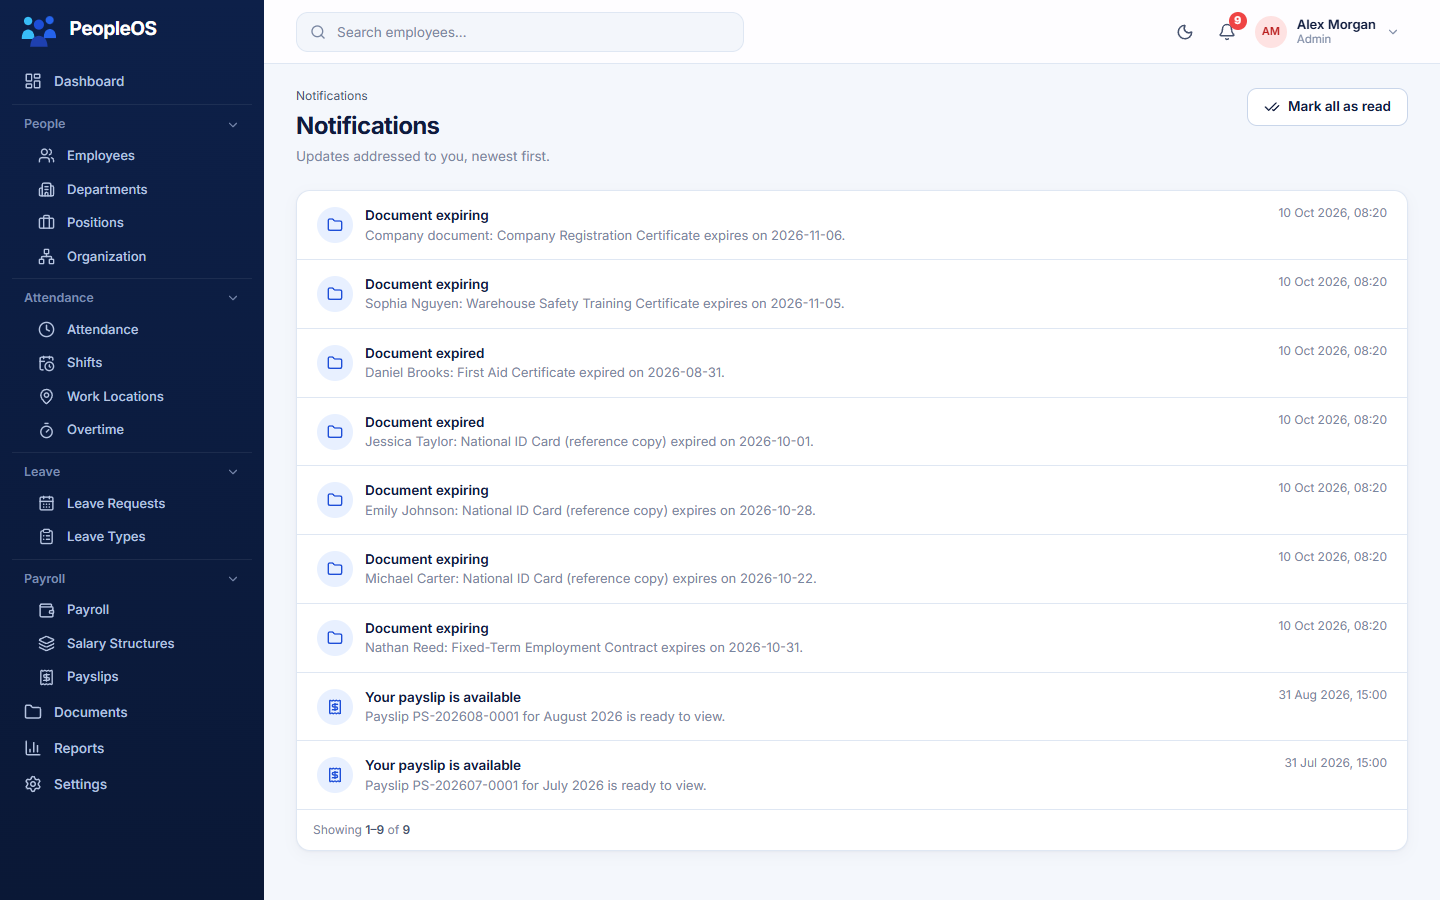 PeopleOS
Dashboard
People
Employees
Departments
Positions
Organization
Attendance
Attendance
Shifts
Work Locations
Overtime
Leave
Leave Requests
Leave Types
Payroll
Payroll
Salary Structures
Payslips
Documents
Reports
Settings
Search employees...
9
AM
Alex Morgan
Admin
Notifications
Notifications
Updates addressed to you, newest first.
Mark all as read
Document expiring
10 Oct 2026, 08:20
Company document: Company Registration Certificate expires on 2026-11-06.
Document expiring
10 Oct 2026, 08:20
Sophia Nguyen: Warehouse Safety Training Certificate expires on 2026-11-05.
Document expired
10 Oct 2026, 08:20
Daniel Brooks: First Aid Certificate expired on 2026-08-31.
Document expired
10 Oct 2026, 08:20
Jessica Taylor: National ID Card (reference copy) expired on 2026-10-01.
Document expiring
10 Oct 2026, 08:20
Emily Johnson: National ID Card (reference copy) expires on 2026-10-28.
Document expiring
10 Oct 2026, 08:20
Michael Carter: National ID Card (reference copy) expires on 2026-10-22.
Document expiring
10 Oct 2026, 08:20
Nathan Reed: Fixed-Term Employment Contract expires on 2026-10-31.
Your payslip is available
31 Aug 2026, 15:00
Payslip PS-202608-0001 for August 2026 is ready to view.
Your payslip is available
31 Jul 2026, 15:00
Payslip PS-202607-0001 for July 2026 is ready to view.
Showing 1–9 of 9